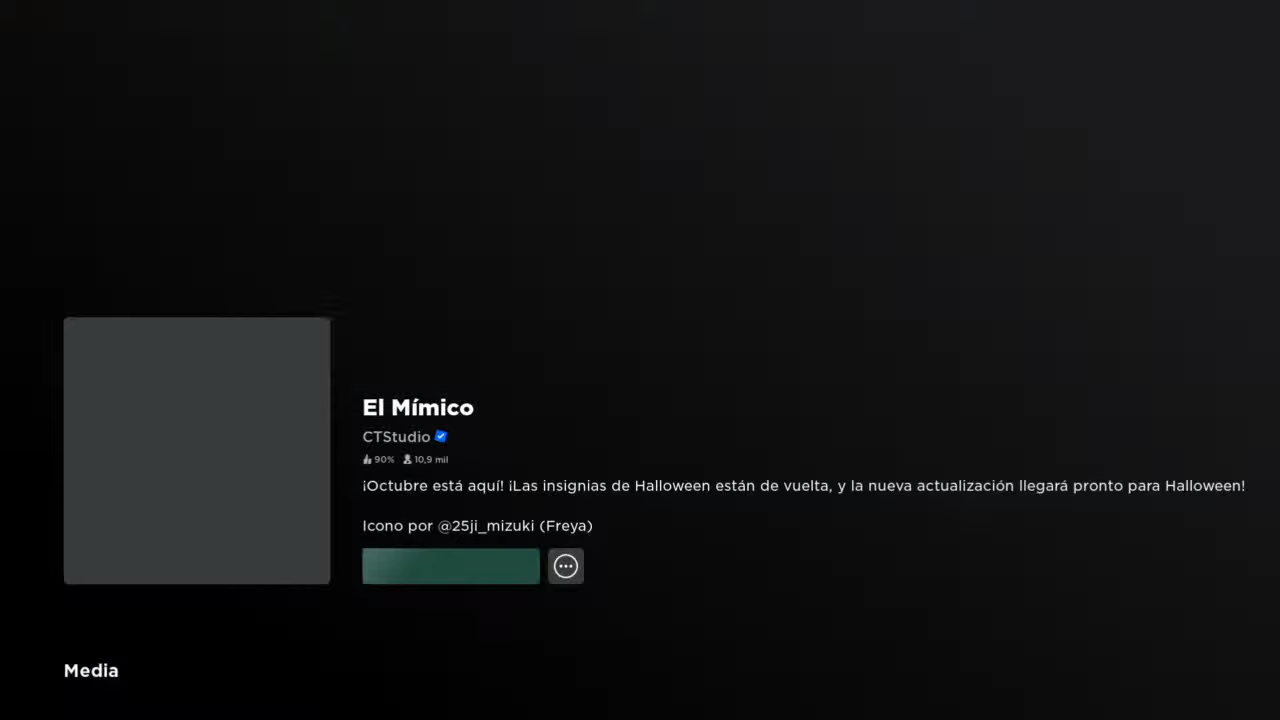 El Mímico
CTStudio
90% 10,9 mil
¡Octubre está aquí! ¡Las insignias de Halloween están de vuelta, y la nueva actualización llegará pronto para Halloween!
Icono por @25ji_mizuki (Freya)
Media